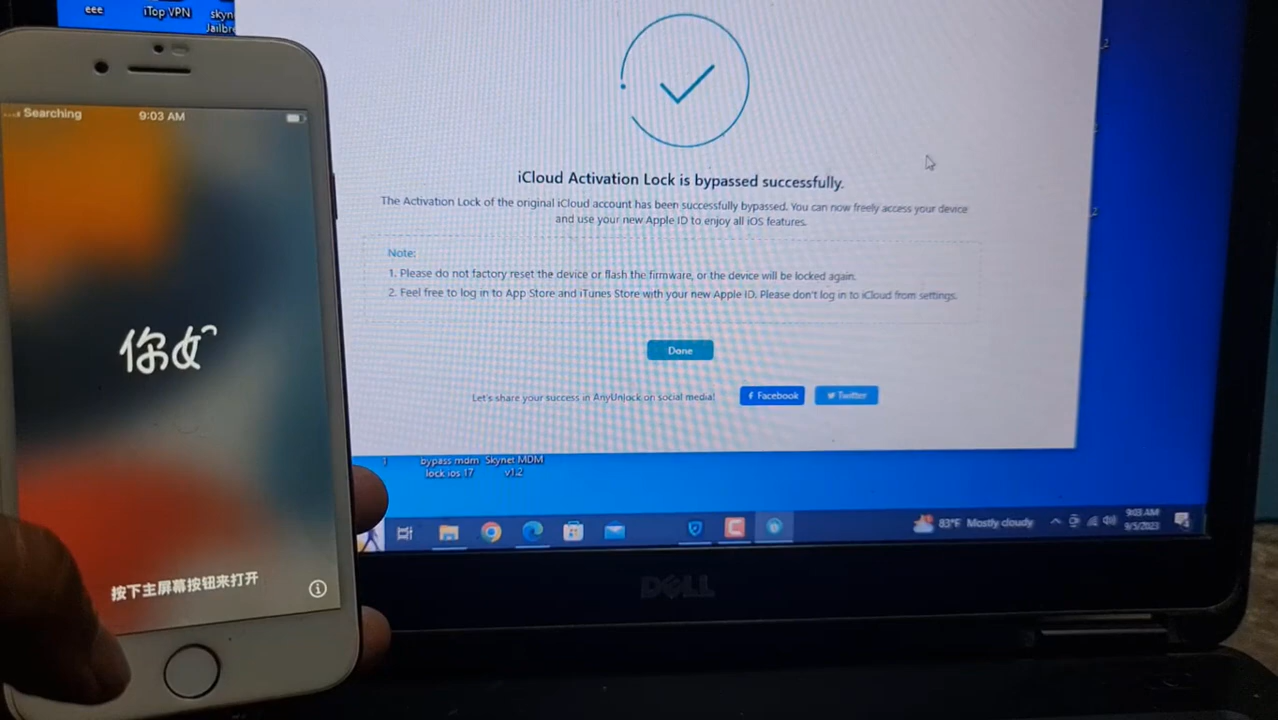 eee
iTop VPN
Searching
9:03 AM
你好
按下主屏幕按钮来打开
iCloud Activation Lock is bypassed successfully.
The Activation Lock of the original iCloud account has been successfully bypassed. You can now freely access your device
and use your new Apple ID to enjoy all iOS features.
Note:
1. Please do not factory reset the device or flash the firmware, or the device will be locked again.
2. Feel free to log in to App Store and iTunes Store with your new Apple ID. Please don't log in to iCloud from settings.
Done
Let's share your success in AnyUnlock on social media!
f Facebook
Twitter
1
bypass mdm
lock ios 17
Skynet MDM
v1.2
83°F Mostly cloudy
9:03 AM
9/5/2023
DELL